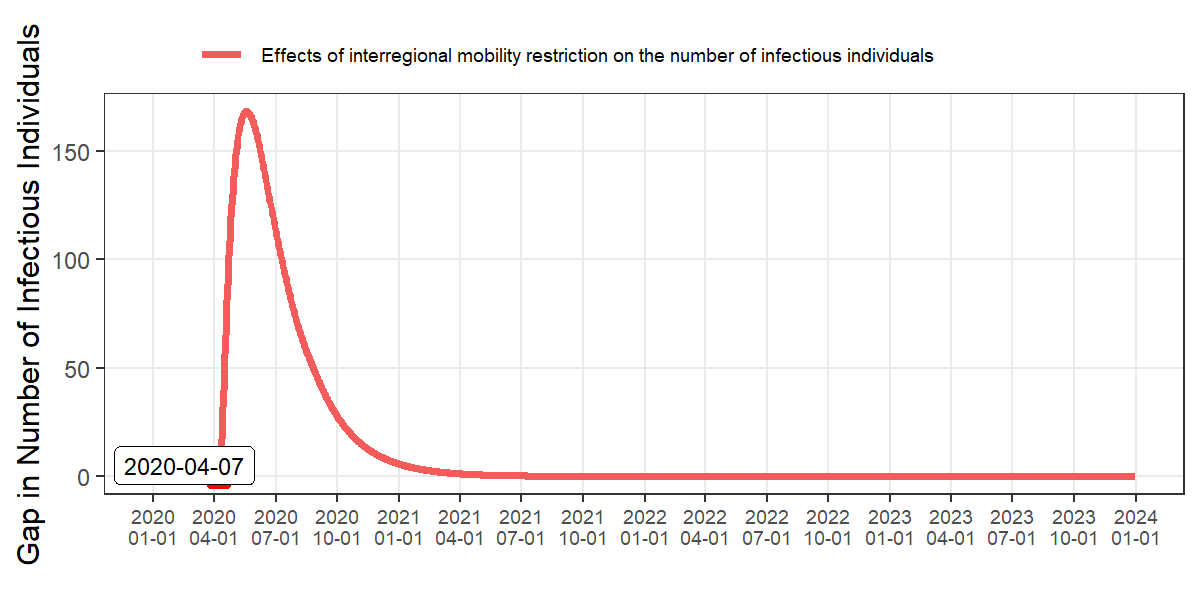 Effects of interregional mobility restriction on the number of infectious individuals
Gap in Number of Infectious Individuals
150
100
50
0
2020-04-07
2020 2020 2020 2020 2021 2021 2021 2021 2022 2022 2022 2022 2023 2023 2023 2023 2024
01-01 04-01 07-01 10-01 01-01 04-01 07-01 10-01 01-01 04-01 07-01 10-01 01-01 04-01 07-01 10-01 01-01